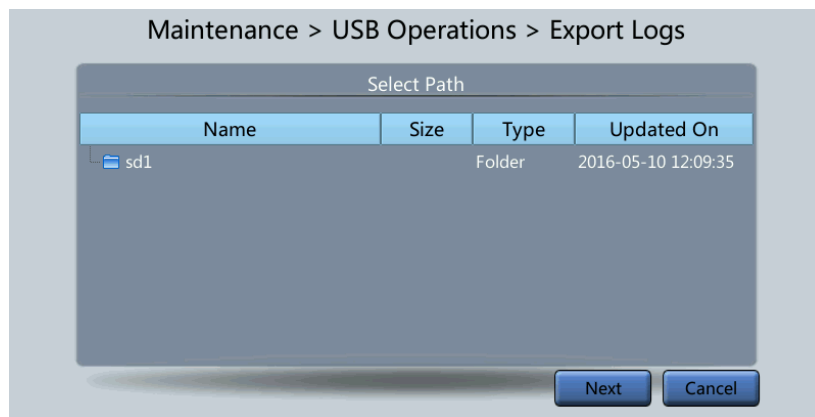 Maintenance > USB Operations > Export Logs
Select Path
Name Size Type Updated On
sd1 Folder 2016-05-10 12:09:35
Next Cancel